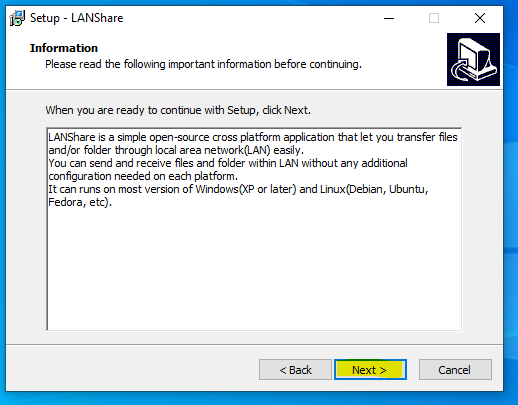 Setup - LANShare
Information
Please read the following important information before continuing.
When you are ready to continue with Setup, click Next.
LANShare is a simple open-source cross platform application that let you transfer files
and/or folder through local area network(LAN) easily.
You can send and receive files and folder within LAN without any additional
configuration needed on each platform.
It can runs on most version of Windows(XP or later) and Linux(Debian, Ubuntu,
Fedora, etc).
< Back
Next >
Cancel